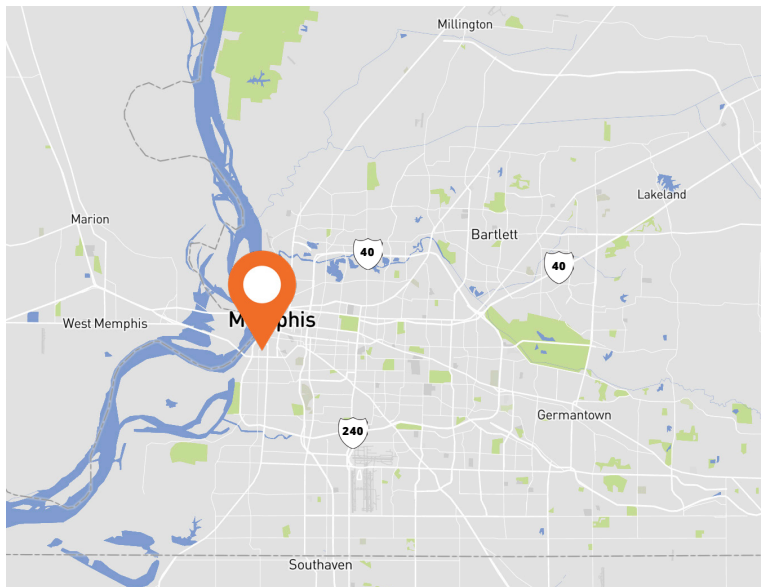 Millington
Lakeland
Marion
Bartlett
40
40
West Memphis
Memphis
Germantown
240
Southaven